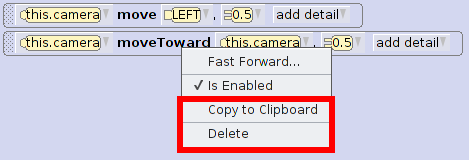 this.camera move LEFT , 0.5 add detail
this.camera moveToward this.camera , 0.5 add detail
Fast Forward...
✓ Is Enabled
Copy to Clipboard
Delete